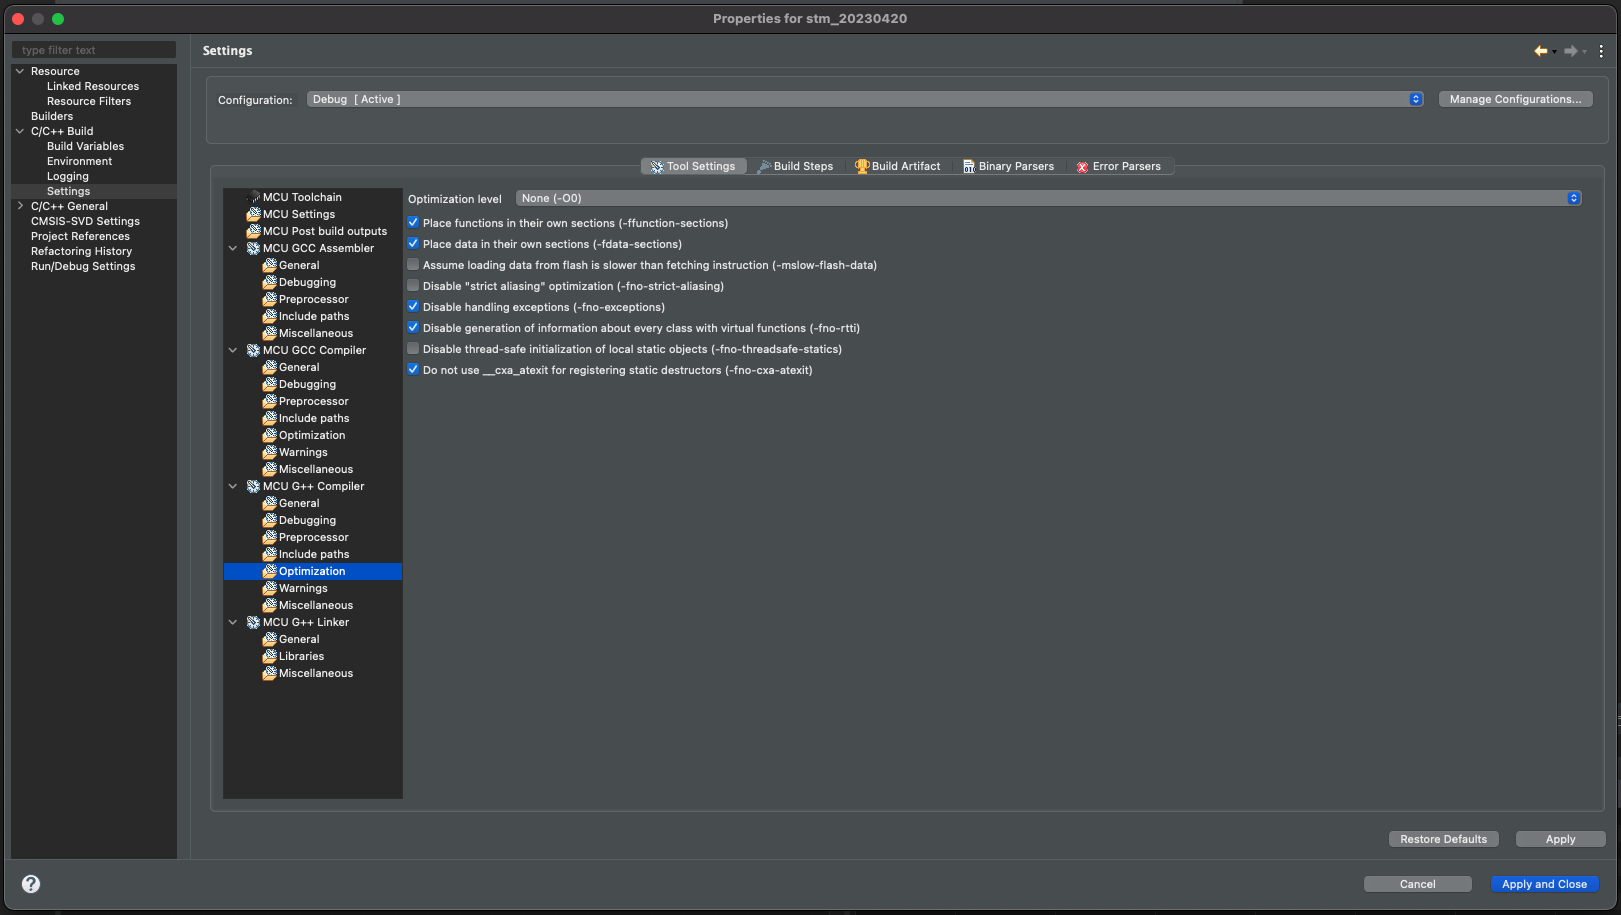 Properties for stm_20230420
type filter text
Resource
Linked Resources
Resource Filters
Builders
C/C++ Build
Build Variables
Environment
Logging
Settings
C/C++ General
CMSIS-SVD Settings
Project References
Refactoring History
Run/Debug Settings
Settings
Configuration:
Debug  [ Active ]
Manage Configurations...
Tool Settings
Build Steps
Build Artifact
Binary Parsers
Error Parsers
MCU Toolchain
MCU Settings
MCU Post build outputs
MCU GCC Assembler
General
Debugging
Preprocessor
Include paths
Miscellaneous
MCU GCC Compiler
General
Debugging
Preprocessor
Include paths
Optimization
Warnings
Miscellaneous
MCU G++ Compiler
General
Debugging
Preprocessor
Include paths
Optimization
Warnings
Miscellaneous
MCU G++ Linker
General
Libraries
Miscellaneous
Optimization level
None (-O0)
Place functions in their own sections (-ffunction-sections)
Place data in their own sections (-fdata-sections)
Assume loading data from flash is slower than fetching instruction (-mslow-flash-data)
Disable "strict aliasing" optimization (-fno-strict-aliasing)
Disable handling exceptions (-fno-exceptions)
Disable generation of information about every class with virtual functions (-fno-rtti)
Disable thread-safe initialization of local static objects (-fno-threadsafe-statics)
Do not use __cxa_atexit for registering static destructors (-fno-cxa-atexit)
Restore Defaults
Apply
?
Cancel
Apply and Close